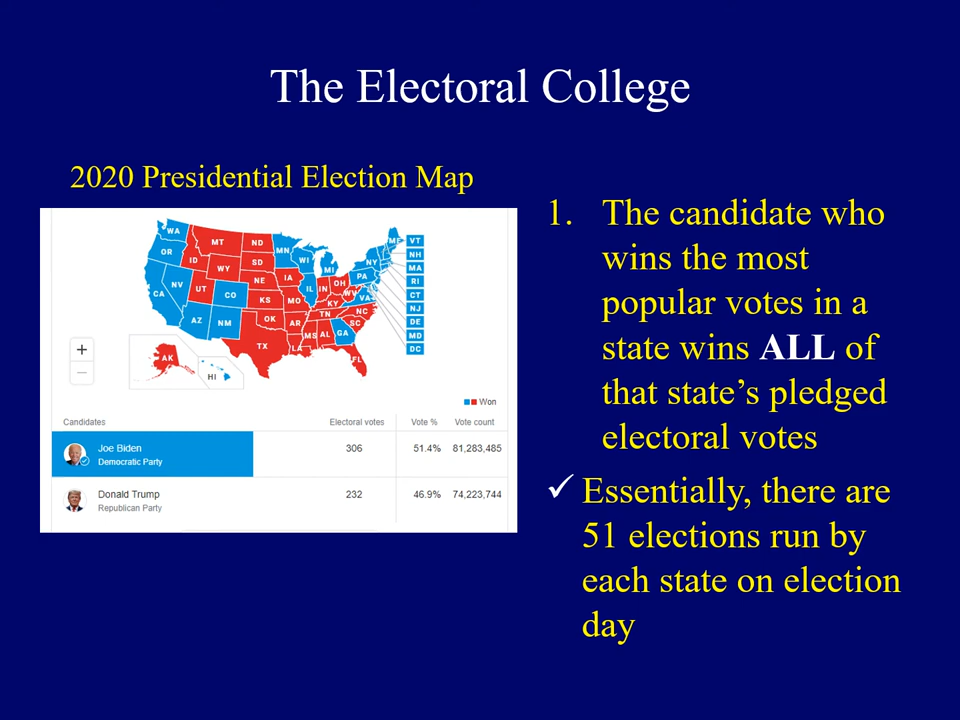 The Electoral College
2020 Presidential Election Map
WA
OR
CA
NV
ID
MT
WY
UT
AZ
CO
NM
ND
SD
NE
KS
OK
TX
MN
IA
MO
AR
LA
WI
IL
MI
IN
OH
KY
TN
MS
AL
GA
FL
SC
NC
WV
VA
PA
NY
ME
VT
NH
MA
RI
CT
NJ
DE
MD
DC
AK
HI
+
−
Won
Candidates Electoral votes Vote % Vote count
Joe Biden 306 51.4% 81,283,485
Democratic Party
Donald Trump 232 46.9% 74,223,744
Republican Party
1. The candidate who
wins the most
popular votes in a
state wins ALL of
that state’s pledged
electoral votes
✓ Essentially, there are
51 elections run by
each state on election
day